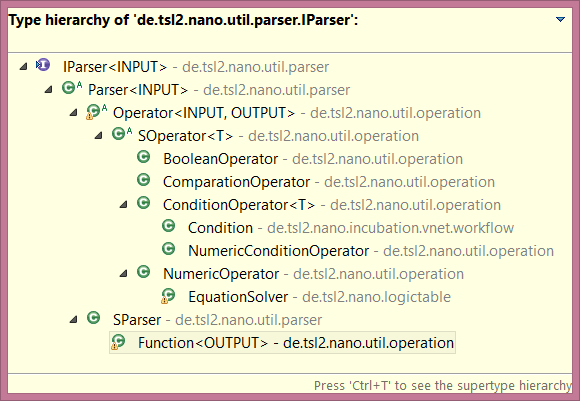 Type hierarchy of 'de.tsl2.nano.util.parser.IParser':
IParser<INPUT> - de.tsl2.nano.util.parser
Parser<INPUT> - de.tsl2.nano.util.parser
Operator<INPUT, OUTPUT> - de.tsl2.nano.util.operation
SOperator<T> - de.tsl2.nano.util.operation
BooleanOperator - de.tsl2.nano.util.operation
ComparationOperator - de.tsl2.nano.util.operation
ConditionOperator<T> - de.tsl2.nano.util.operation
Condition - de.tsl2.nano.incubation.vnet.workflow
NumericConditionOperator - de.tsl2.nano.util.operation
NumericOperator - de.tsl2.nano.util.operation
EquationSolver - de.tsl2.nano.logictable
SParser - de.tsl2.nano.util.parser
Function<OUTPUT> - de.tsl2.nano.util.operation
Press 'Ctrl+T' to see the supertype hierarchy